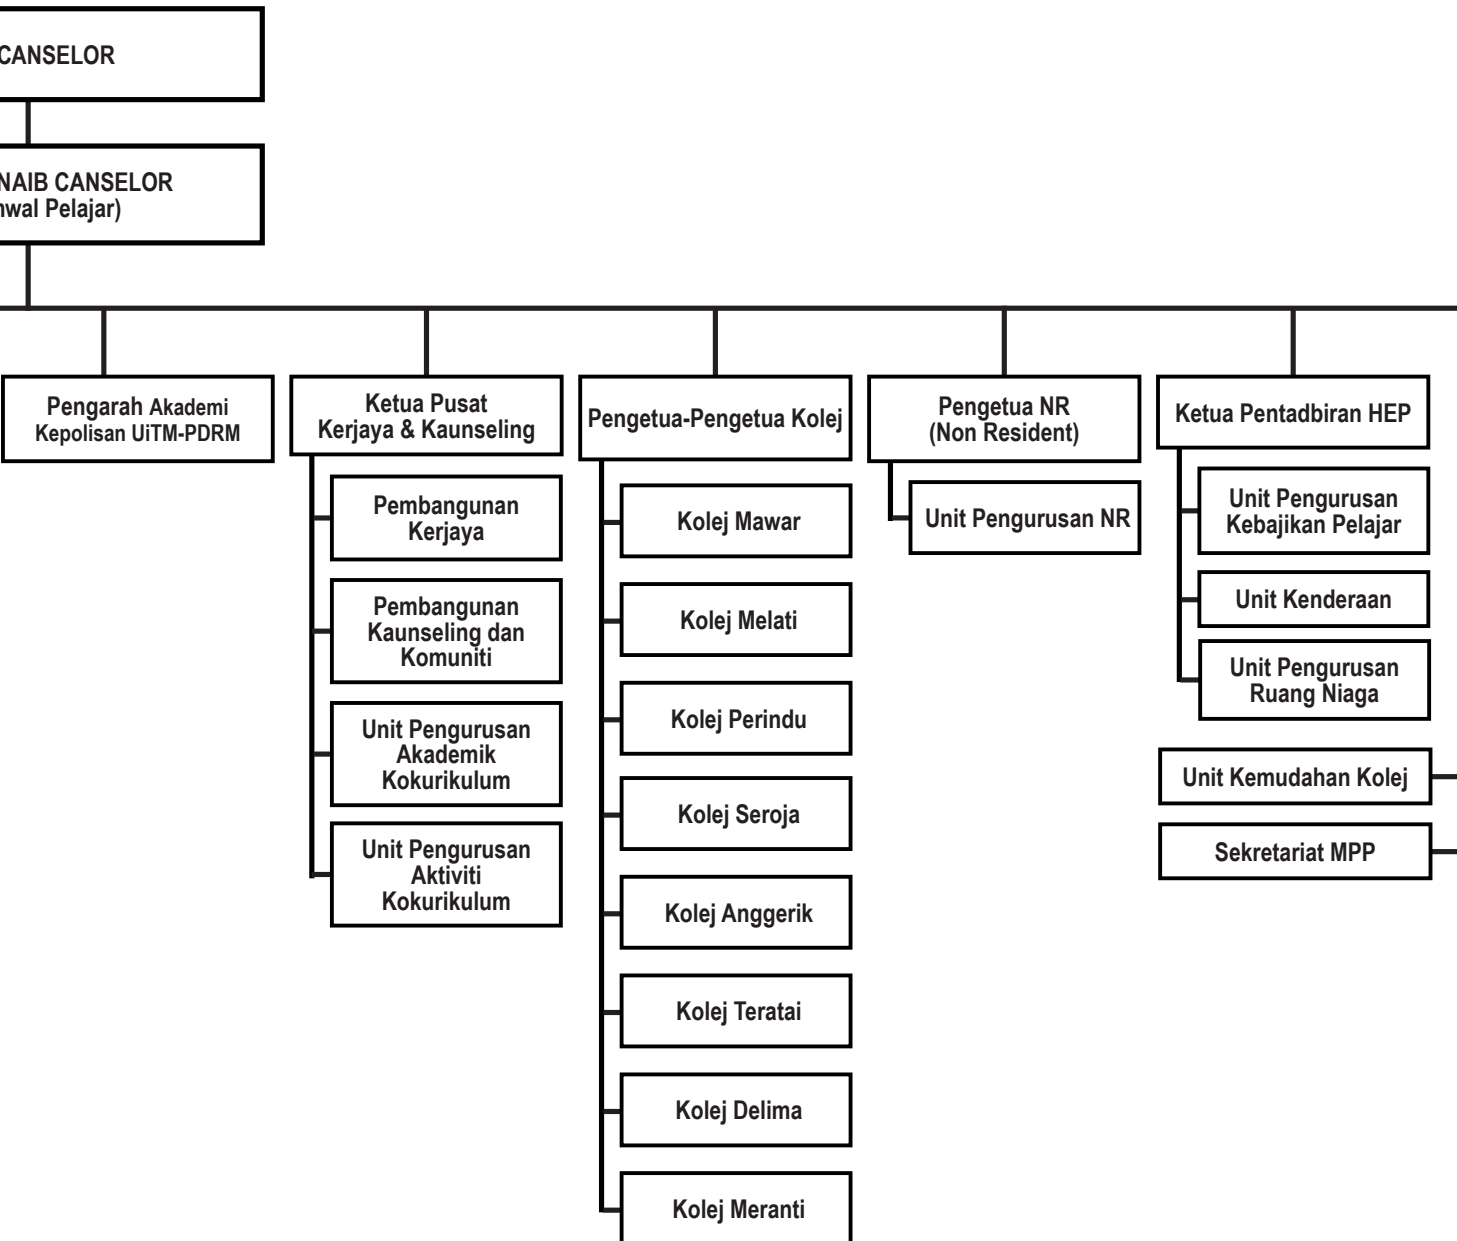 CANSELOR
NAIB CANSELOR
Pelajar)
Pengarah Akademi
Kepolisan UiTM-PDRM
Ketua Pusat
Kerjaya & Kaunseling
Pembangunan
Kerjaya
Pembangunan
Kaunseling dan
Komuniti
Unit Pengurusan
Akademik
Kokurikulum
Unit Pengurusan
Aktiviti
Kokurikulum
Pengetua-Pengetua Kolej
Kolej Mawar
Kolej Melati
Kolej Perindu
Kolej Seroja
Kolej Anggerik
Kolej Teratai
Kolej Delima
Kolej Meranti
Pengetua NR
(Non Resident)
Unit Pengurusan NR
Ketua Pentadbiran HEP
Unit Pengurusan
Kebajikan Pelajar
Unit Kenderaan
Unit Pengurusan
Ruang Niaga
Unit Kemudahan Kolej
Sekretariat MPP